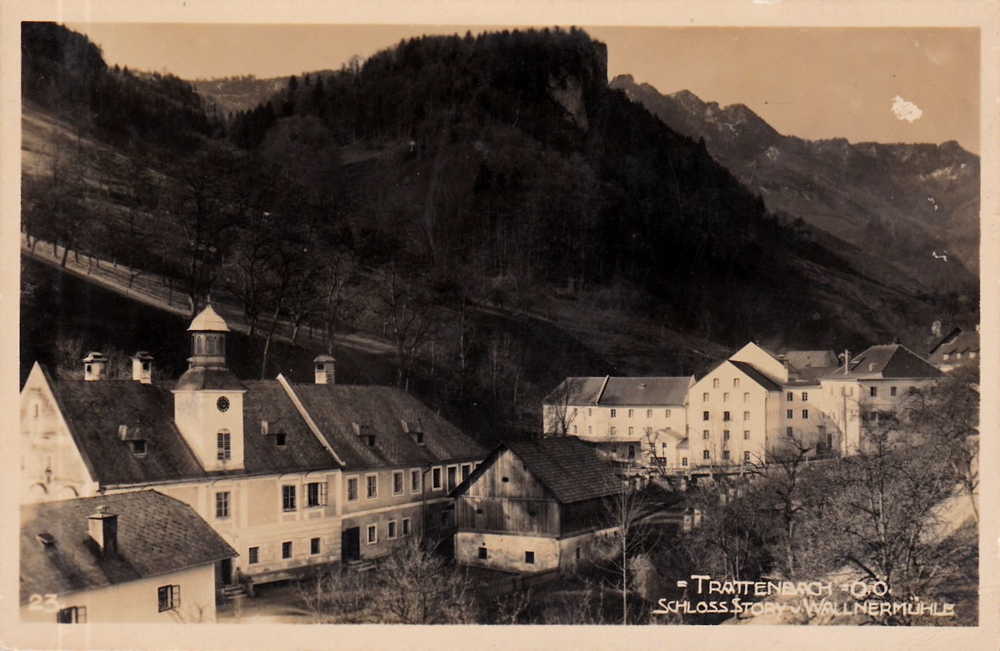 23
= TRATTENBACH - O.Ö.
SCHLOSS STORY u. WALLNERMÜHLE